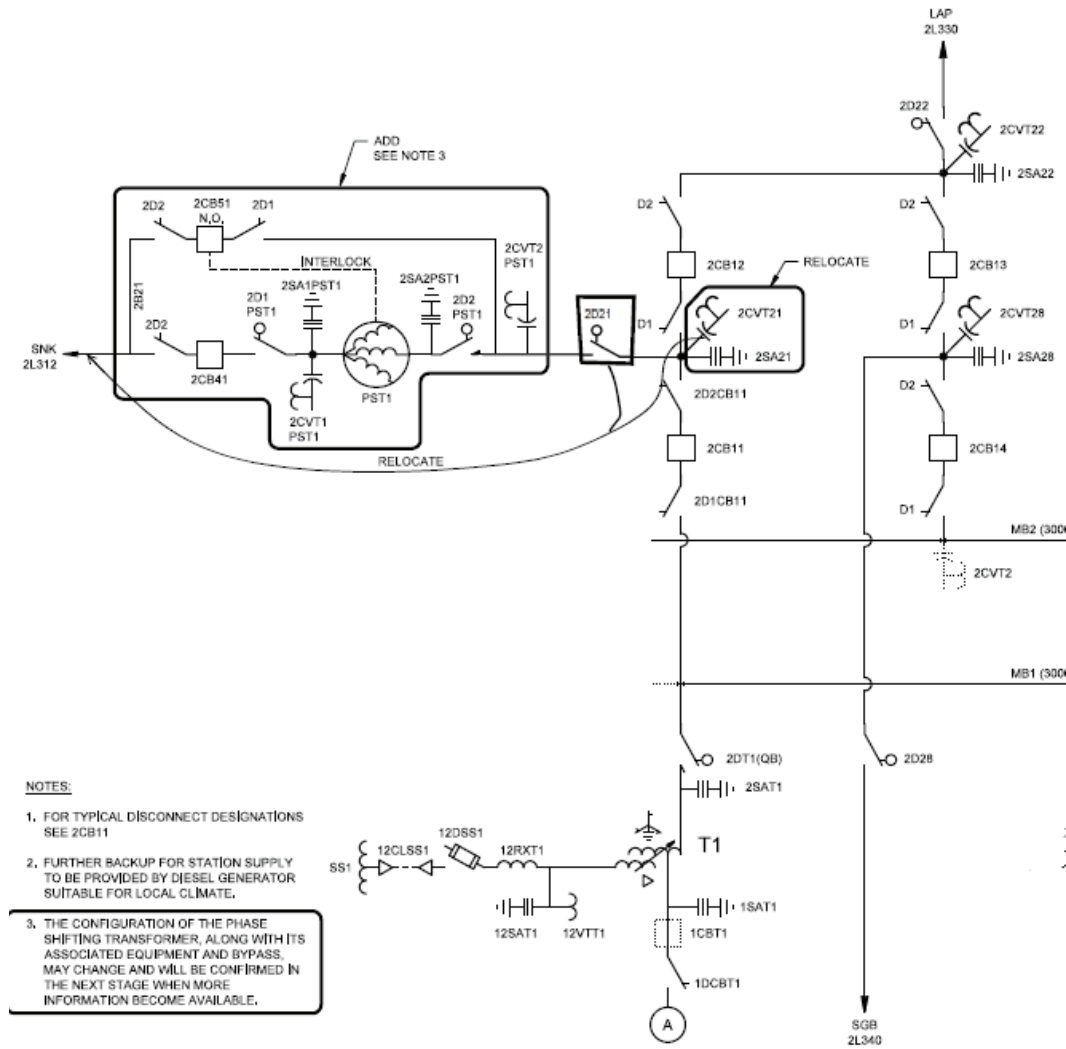 LAP
2L330
2D22
2CVT22
2SA22
ADD
SEE NOTE 3
2D2
2CB51
N.O.
2D1
INTERLOCK
2CVT2
PST1
2B21
2SA1PST1
2SA2PST1
2D1
PST1
2D2
PST1
2D2
2CB41
SNK
2L312
PST1
2CVT1
PST1
RELOCATE
2D21
D2
2CB12
D1
RELOCATE
2CVT21
2SA21
2D2CB11
2CB11
2D1CB11
D2
2CB13
D1
2CVT28
2SA28
D2
2CB14
D1
MB2 (300
2CVT2
MB1 (300
2DT1(QB)
2D28
2SAT1
T1
SS1
12CLSS1
12DSS1
12RXT1
12SAT1
12VTT1
1SAT1
1CBT1
1DCBT1
A
SGB
2L340
NOTES:
1. FOR TYPICAL DISCONNECT DESIGNATIONS
SEE 2CB11
2. FURTHER BACKUP FOR STATION SUPPLY
TO BE PROVIDED BY DIESEL GENERATOR
SUITABLE FOR LOCAL CLIMATE.
3. THE CONFIGURATION OF THE PHASE
SHIFTING TRANSFORMER, ALONG WITH ITS
ASSOCIATED EQUIPMENT AND BYPASS,
MAY CHANGE AND WILL BE CONFIRMED IN
THE NEXT STAGE WHEN MORE
INFORMATION BECOME AVAILABLE.